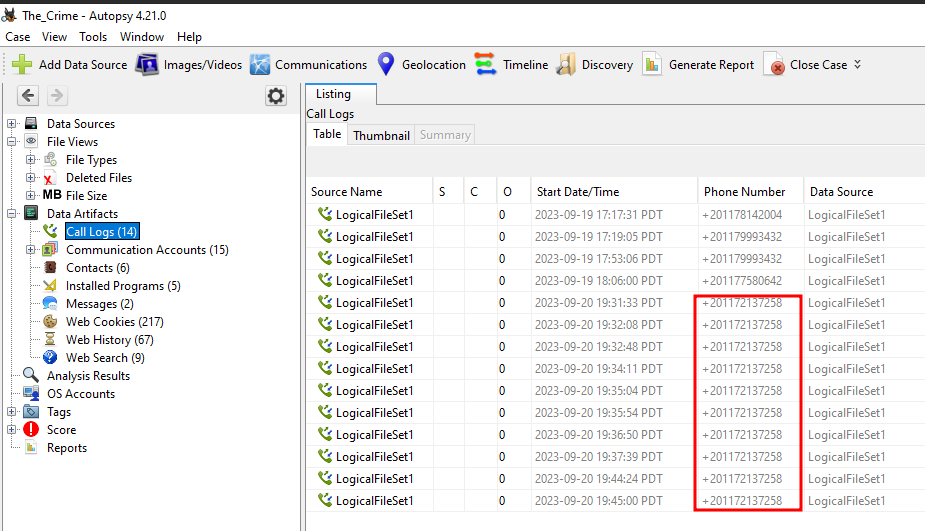 The_Crime - Autopsy 4.21.0
Case View Tools Window Help
Add Data Source Images/Videos Communications Geolocation Timeline Discovery Generate Report Close Case
Listing
Call Logs
Table Thumbnail Summary
Data Sources
File Views
File Types
Deleted Files
MB File Size
Data Artifacts
Call Logs (14)
Communication Accounts (15)
Contacts (6)
Installed Programs (5)
Messages (2)
Web Cookies (217)
Web History (67)
Web Search (9)
Analysis Results
OS Accounts
Tags
Score
Reports
Source Name S C O Start Date/Time Phone Number Data Source
LogicalFileSet1 0 2023-09-19 17:17:31 PDT +201178142004 LogicalFileSet1
LogicalFileSet1 0 2023-09-19 17:19:05 PDT +201179993432 LogicalFileSet1
LogicalFileSet1 0 2023-09-19 17:53:06 PDT +201179993432 LogicalFileSet1
LogicalFileSet1 0 2023-09-19 18:06:00 PDT +201177580642 LogicalFileSet1
LogicalFileSet1 0 2023-09-20 19:31:33 PDT +201172137258 LogicalFileSet1
LogicalFileSet1 0 2023-09-20 19:32:08 PDT +201172137258 LogicalFileSet1
LogicalFileSet1 0 2023-09-20 19:32:48 PDT +201172137258 LogicalFileSet1
LogicalFileSet1 0 2023-09-20 19:34:11 PDT +201172137258 LogicalFileSet1
LogicalFileSet1 0 2023-09-20 19:35:04 PDT +201172137258 LogicalFileSet1
LogicalFileSet1 0 2023-09-20 19:35:54 PDT +201172137258 LogicalFileSet1
LogicalFileSet1 0 2023-09-20 19:36:50 PDT +201172137258 LogicalFileSet1
LogicalFileSet1 0 2023-09-20 19:37:39 PDT +201172137258 LogicalFileSet1
LogicalFileSet1 0 2023-09-20 19:44:24 PDT +201172137258 LogicalFileSet1
LogicalFileSet1 0 2023-09-20 19:45:00 PDT +201172137258 LogicalFileSet1